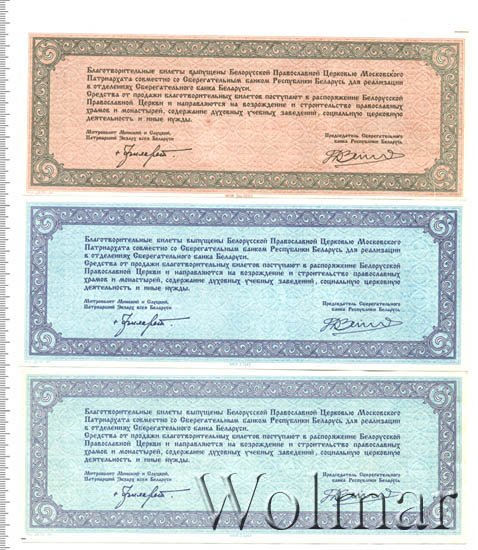 Благотворительные билеты выпущены Белорусской Православной Церковью Московского
Патриархата совместно со Сберегательным банком Республики Беларусь для реализации
в отделениях Сбербанка Беларуси.
Средства от продажи благотворительных билетов поступают в распоряжение Белорусской
Православной Церкви и направляются на возрождение и строительство православных
храмов и монастырей, содержание духовных учебных заведений, социальную церковную
деятельность и иные нужды.
Митрополит Минский и Слуцкий,
Патриарший Экзарх всея Беларуси
Председатель Сберегательного
банка Республики Беларусь
Благотворительные билеты выпущены Белорусской Православной Церковью Московского
Патриархата совместно со Сберегательным банком Республики Беларусь для реализации
в отделениях Сберегательного банка Беларуси.
Средства от продажи благотворительных билетов поступают в распоряжение Белорусской
Православной Церкви и направляются на возрождение и строительство православных
храмов и монастырей, содержание духовных учебных заведений, социальную церковную
деятельность и иные нужды.
Митрополит Минский и Слуцкий,
Патриарший Экзарх всея Беларуси
Председатель Сберегательного
банка Республики Беларусь
Благотворительные билеты выпущены Белорусской Православной Церковью Московского
Патриархата совместно со Сберегательным банком Республики Беларусь для реализации
в отделениях Сберегательного банка Беларуси.
Средства от продажи благотворительных билетов поступают в распоряжение Белорусской
Православной Церкви и направляются на возрождение и строительство православных
храмов и монастырей, содержание духовных учебных заведений, социальную церковную
деятельность и иные нужды.
Митрополит Минский и Слуцкий,
Патриарший Экзарх всея Беларуси
Председатель Сберегательного
банка Республики Беларусь
Wolmar